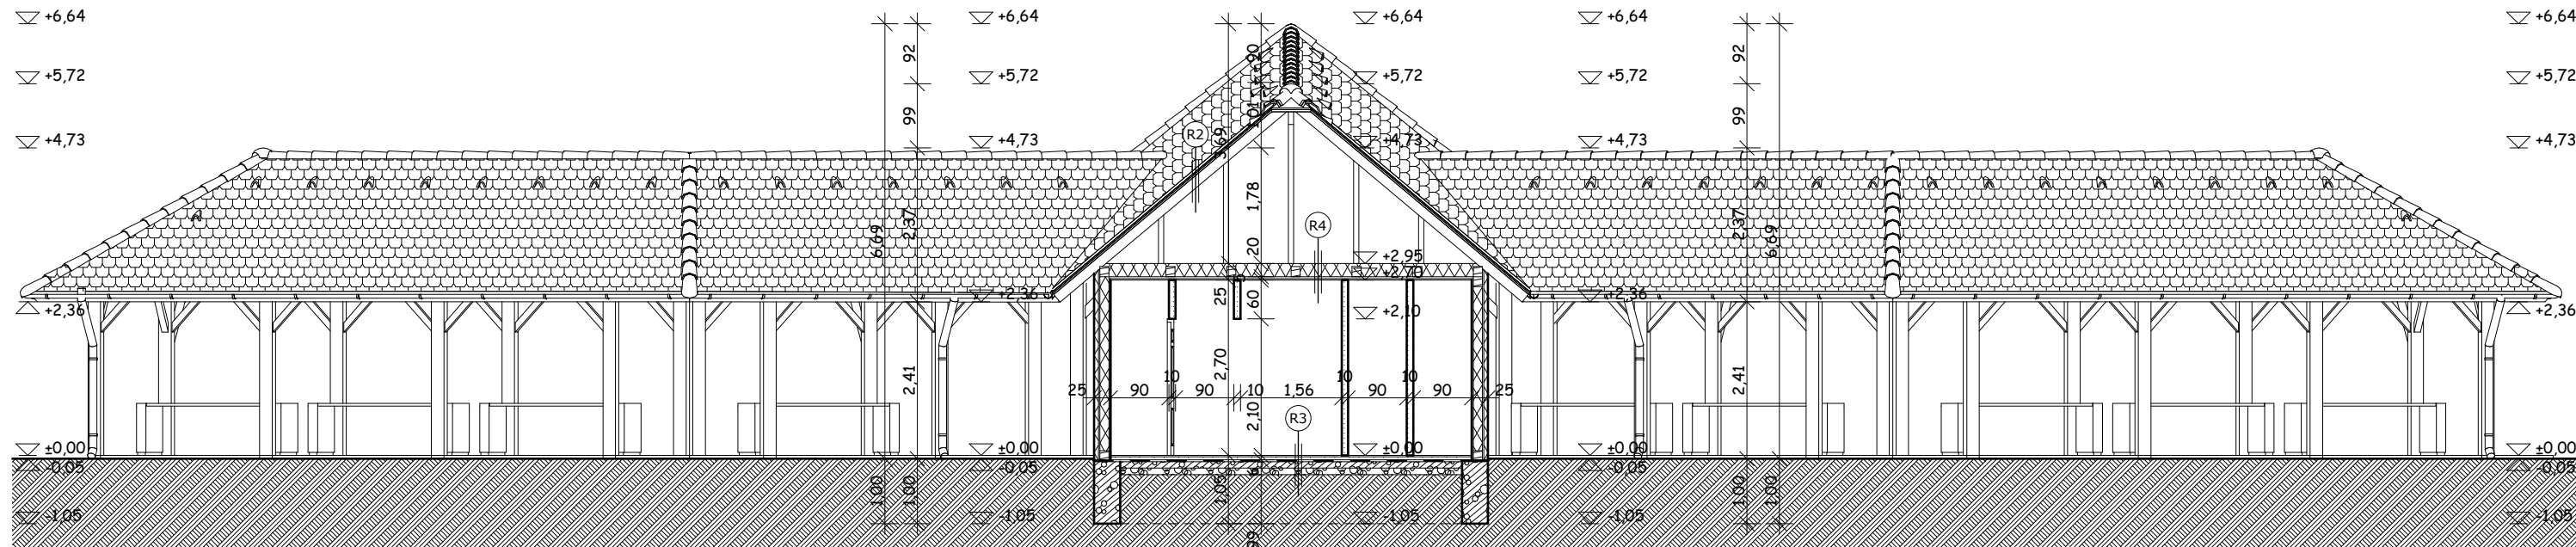 +6,64 +6,64 +6,64 +6,64 +6,64
92 90 92
+5,72 +5,72 +5,72 +5,72 +5,72
99 101 99
+4,73 +4,73 +4,73 +4,73 +4,73
R2
3,69
1,78
6,69 2,37 R4 2,37 6,69
20
+2,95
+2,70
+2,36 +2,36 +2,36 +2,36
25 60
+2,10
2,41 2,70 2,41
25 90 10 90 10 1,56 10 90 10 90 25
2,10 R3
±0,00 ±0,00 ±0,00 ±0,00 ±0,00
-0,05 -0,05 -0,05 -0,05
6
1,00 1,00 1,05 1,00 1,00
-1,05 -1,05 -1,05 -1,05 -1,05
99